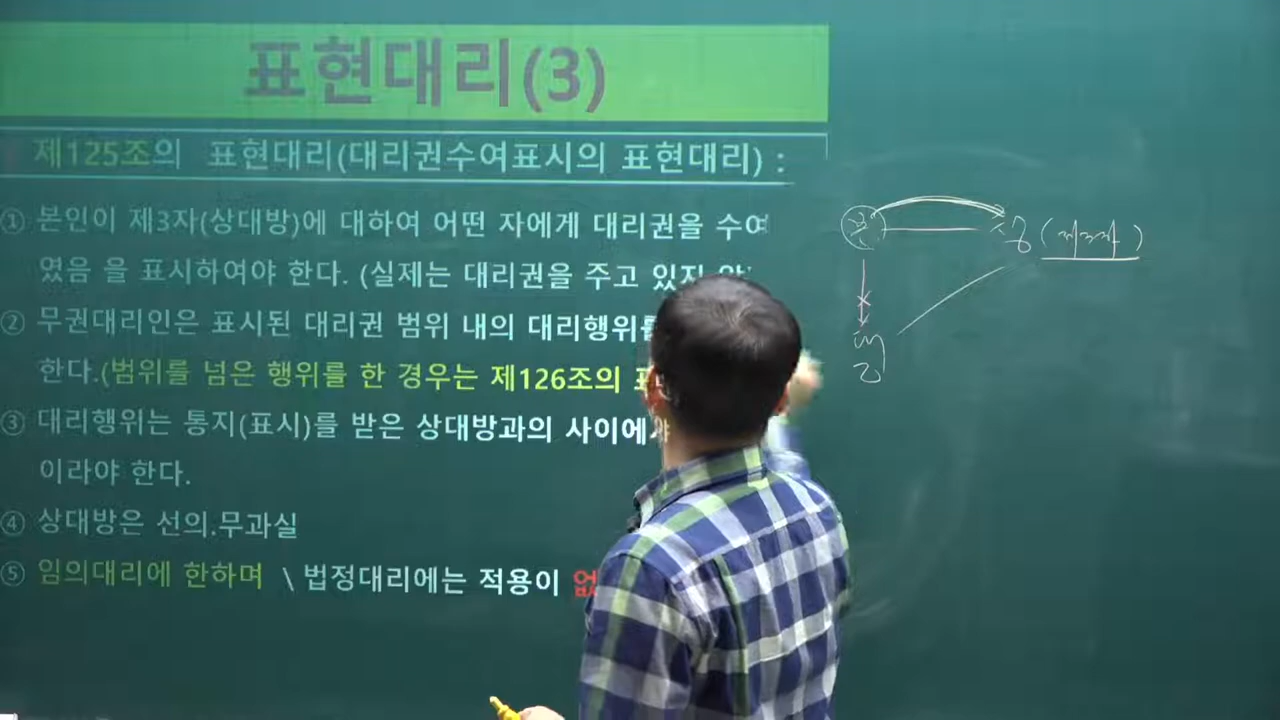 표현대리(3)
제125조의 표현대리(대리권수여표시의 표현대리) :
① 본인이 제3자(상대방)에 대하여 어떤 자에게 대리권을 수여
였음 을 표시하여야 한다. (실제는 대리권을 주고 있지
② 무권대리인은 표시된 대리권 범위 내의 대리행위를
한다.(범위를 넘은 행위를 한 경우는 제126조의
③ 대리행위는 통지(표시)를 받은 상대방과의 사이에
이라야 한다.
④ 상대방은 선의.무과실
⑤ 임의대리에 한하며 \ 법정대리에는 적용이 없
(제3자)